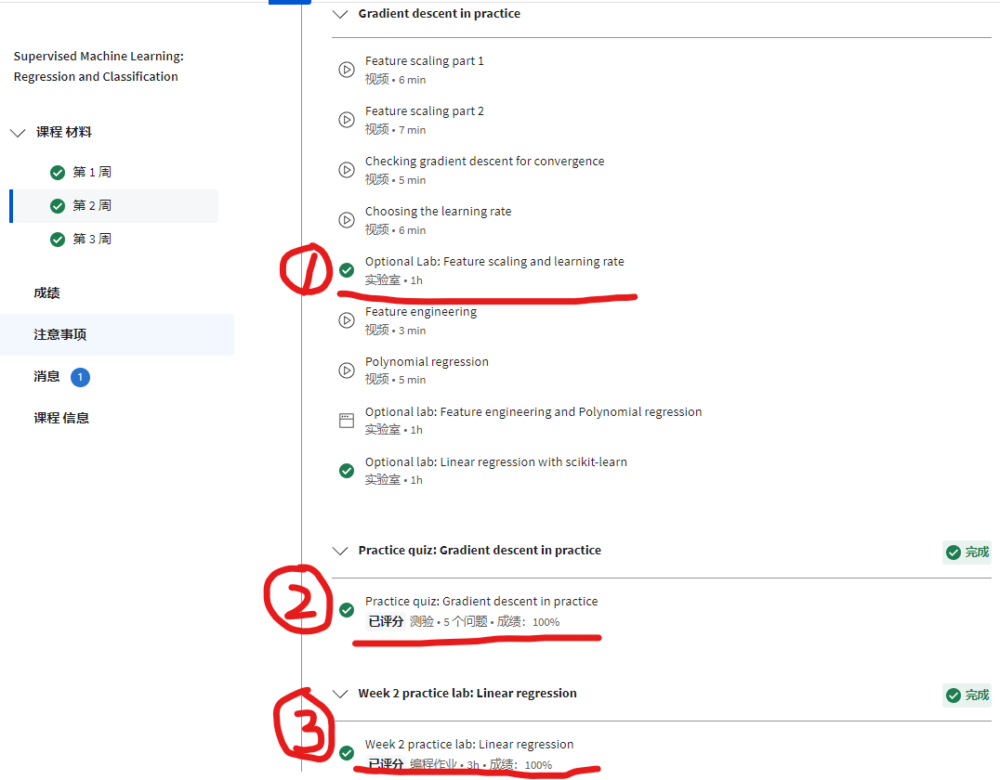 Supervised Machine Learning:
Regression and Classification
课程 材料
第 1 周
第 2 周
第 3 周
成绩
注意事项
消息 1
课程 信息
Gradient descent in practice
Feature scaling part 1
视频 • 6 min
Feature scaling part 2
视频 • 7 min
Checking gradient descent for convergence
视频 • 5 min
Choosing the learning rate
视频 • 6 min
1
Optional Lab: Feature scaling and learning rate
实验室 • 1h
Feature engineering
视频 • 3 min
Polynomial regression
视频 • 5 min
Optional lab: Feature engineering and Polynomial regression
实验室 • 1h
Optional lab: Linear regression with scikit-learn
实验室 • 1h
Practice quiz: Gradient descent in practice 完成
2
Practice quiz: Gradient descent in practice
已评分 测验 • 5 个问题 • 成绩：100%
Week 2 practice lab: Linear regression 完成
3
Week 2 practice lab: Linear regression
已评分 编程作业 • 3h • 成绩：100%